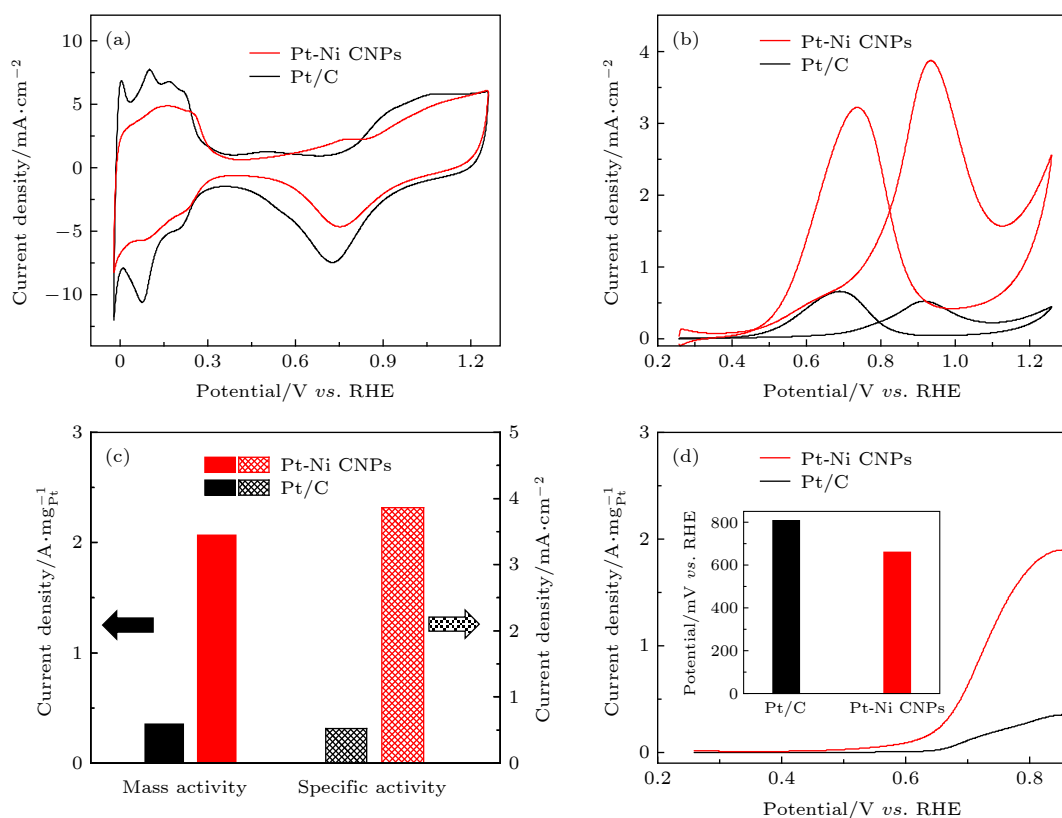 (a)
Pt-Ni CNPs
Pt/C
10
5
0
−5
−10
Current density/mA·cm⁻²
0
0.3
0.6
0.9
1.2
Potential/V vs. RHE
(b)
Pt-Ni CNPs
Pt/C
4
3
2
1
0
Current density/mA·cm⁻²
0.2
0.4
0.6
0.8
1.0
1.2
Potential/V vs. RHE
(c)
Pt-Ni CNPs
Pt/C
3
2
1
0
Current density/A·mg⁻¹Pt
5
4
3
2
1
0
Current density/mA·cm⁻²
Mass activity
Specific activity
(d)
Pt-Ni CNPs
Pt/C
3
2
1
0
Current density/A·mg⁻¹Pt
800
600
400
200
0
Potential/mV vs. RHE
Pt/C
Pt-Ni CNPs
0.2
0.4
0.6
0.8
Potential/V vs. RHE